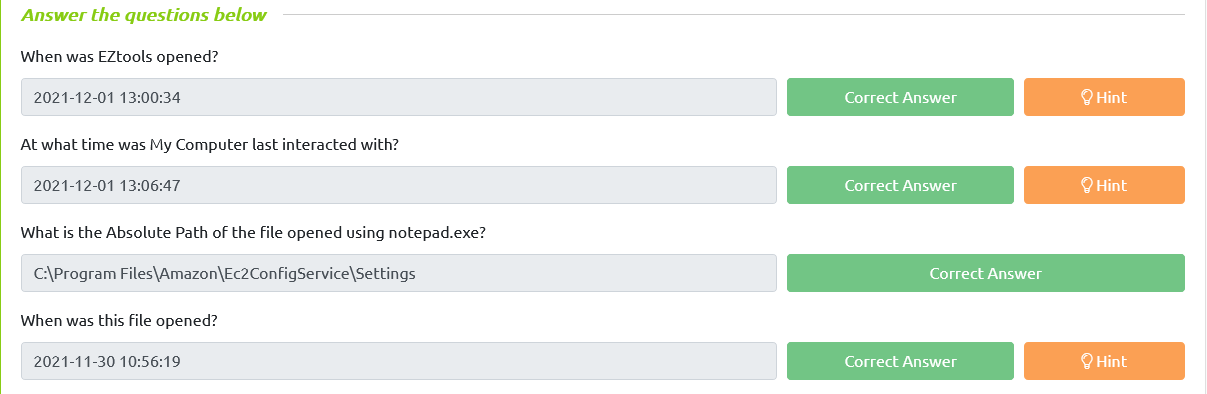 Answer the questions below
When was EZtools opened?
2021-12-01 13:00:34
Correct Answer
Hint
At what time was My Computer last interacted with?
2021-12-01 13:06:47
Correct Answer
Hint
What is the Absolute Path of the file opened using notepad.exe?
C:\Program Files\Amazon\Ec2ConfigService\Settings
Correct Answer
When was this file opened?
2021-11-30 10:56:19
Correct Answer
Hint